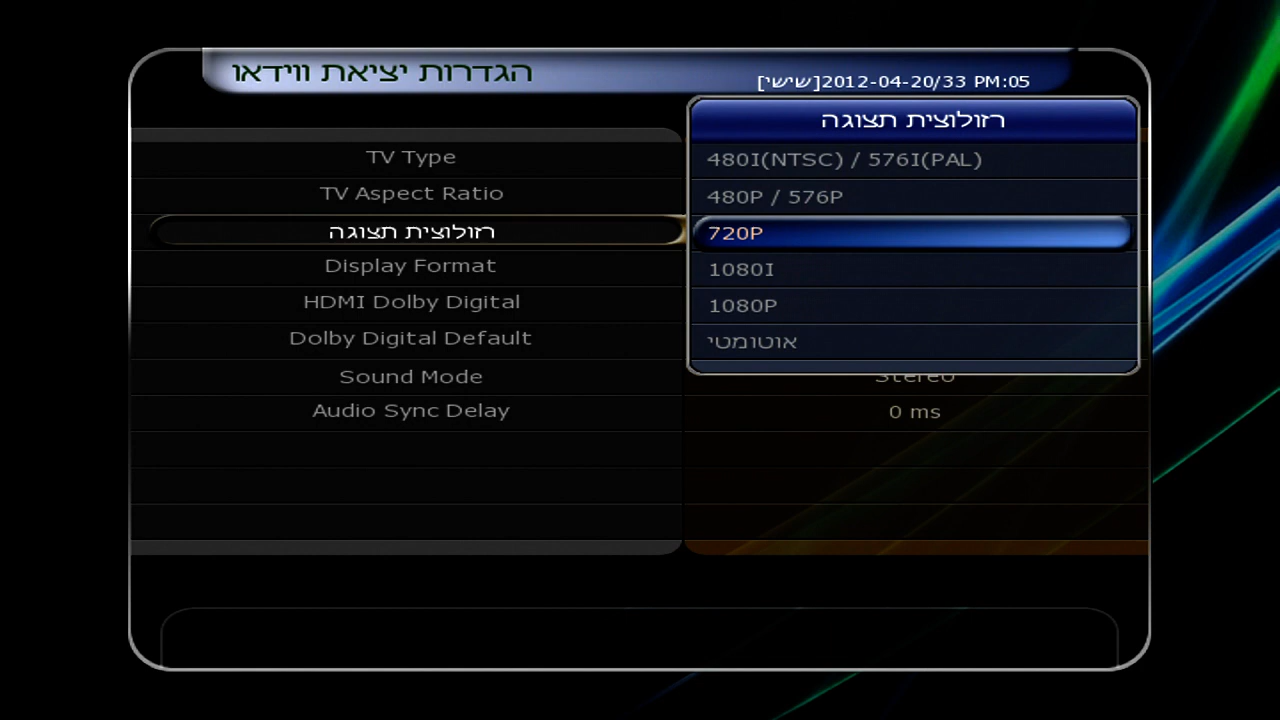 הגדרות יציאת ווידאו
[שישי]2012-04-20/33 PM:05
TV Type
TV Aspect Ratio
רזולוצית תצוגה
Display Format
HDMI Dolby Digital
Dolby Digital Default
Sound Mode
Audio Sync Delay
רזולוצית תצוגה
480I(NTSC) / 576I(PAL)
480P / 576P
720P
1080I
1080P
אוטומטי
Stereo
0 ms